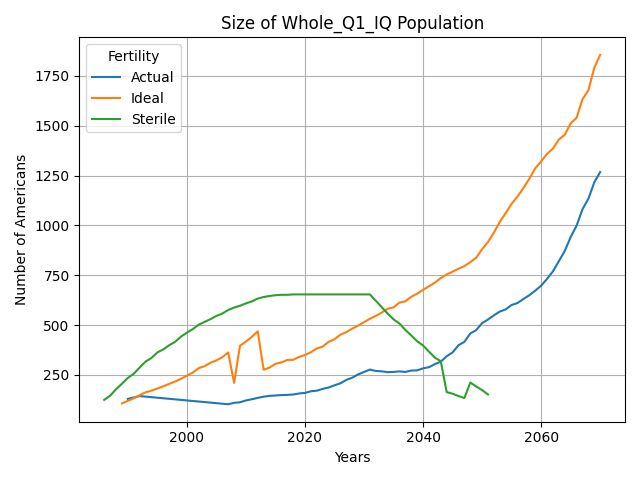 Size of Whole_Q1_IQ Population
Number of Americans
1750
1500
1250
1000
750
500
250
Fertility
Actual
Ideal
Sterile
2000
2020
2040
2060
Years